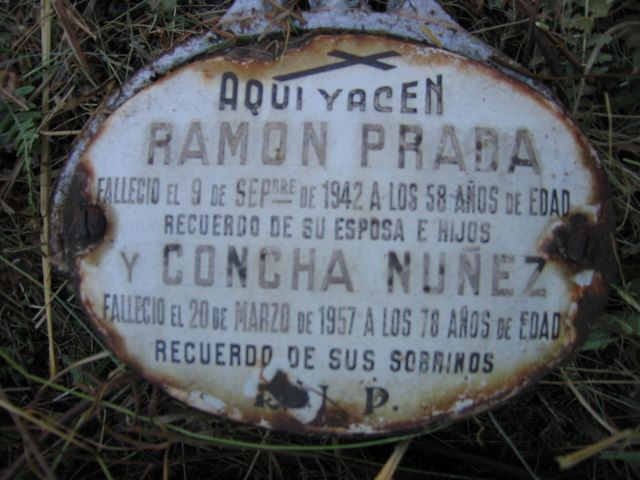 AQUI YACEN
RAMON PRADA
FALLECIO EL 9 DE SEPBRE DE 1942 A LOS 58 AÑOS DE EDAD
RECUERDO DE SU ESPOSA E HIJOS
Y CONCHA NUÑEZ
FALLECIO EL 20 DE MARZO DE 1957 A LOS 78 AÑOS DE EDAD
RECUERDO DE SUS SOBRINOS
R. I. P.